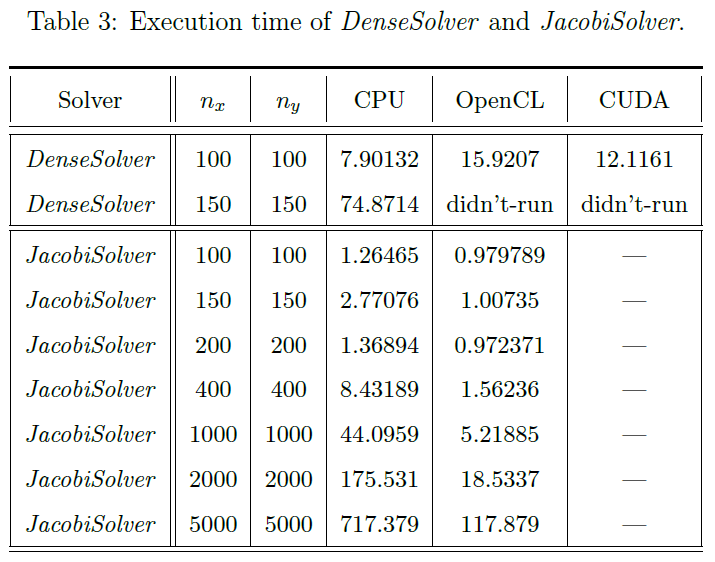 Table 3: Execution time of DenseSolver and JacobiSolver.
Solver nx ny CPU OpenCL CUDA
DenseSolver 100 100 7.90132 15.9207 12.1161
DenseSolver 150 150 74.8714 didn't-run didn't-run
JacobiSolver 100 100 1.26465 0.979789 —
JacobiSolver 150 150 2.77076 1.00735 —
JacobiSolver 200 200 1.36894 0.972371 —
JacobiSolver 400 400 8.43189 1.56236 —
JacobiSolver 1000 1000 44.0959 5.21885 —
JacobiSolver 2000 2000 175.531 18.5337 —
JacobiSolver 5000 5000 717.379 117.879 —